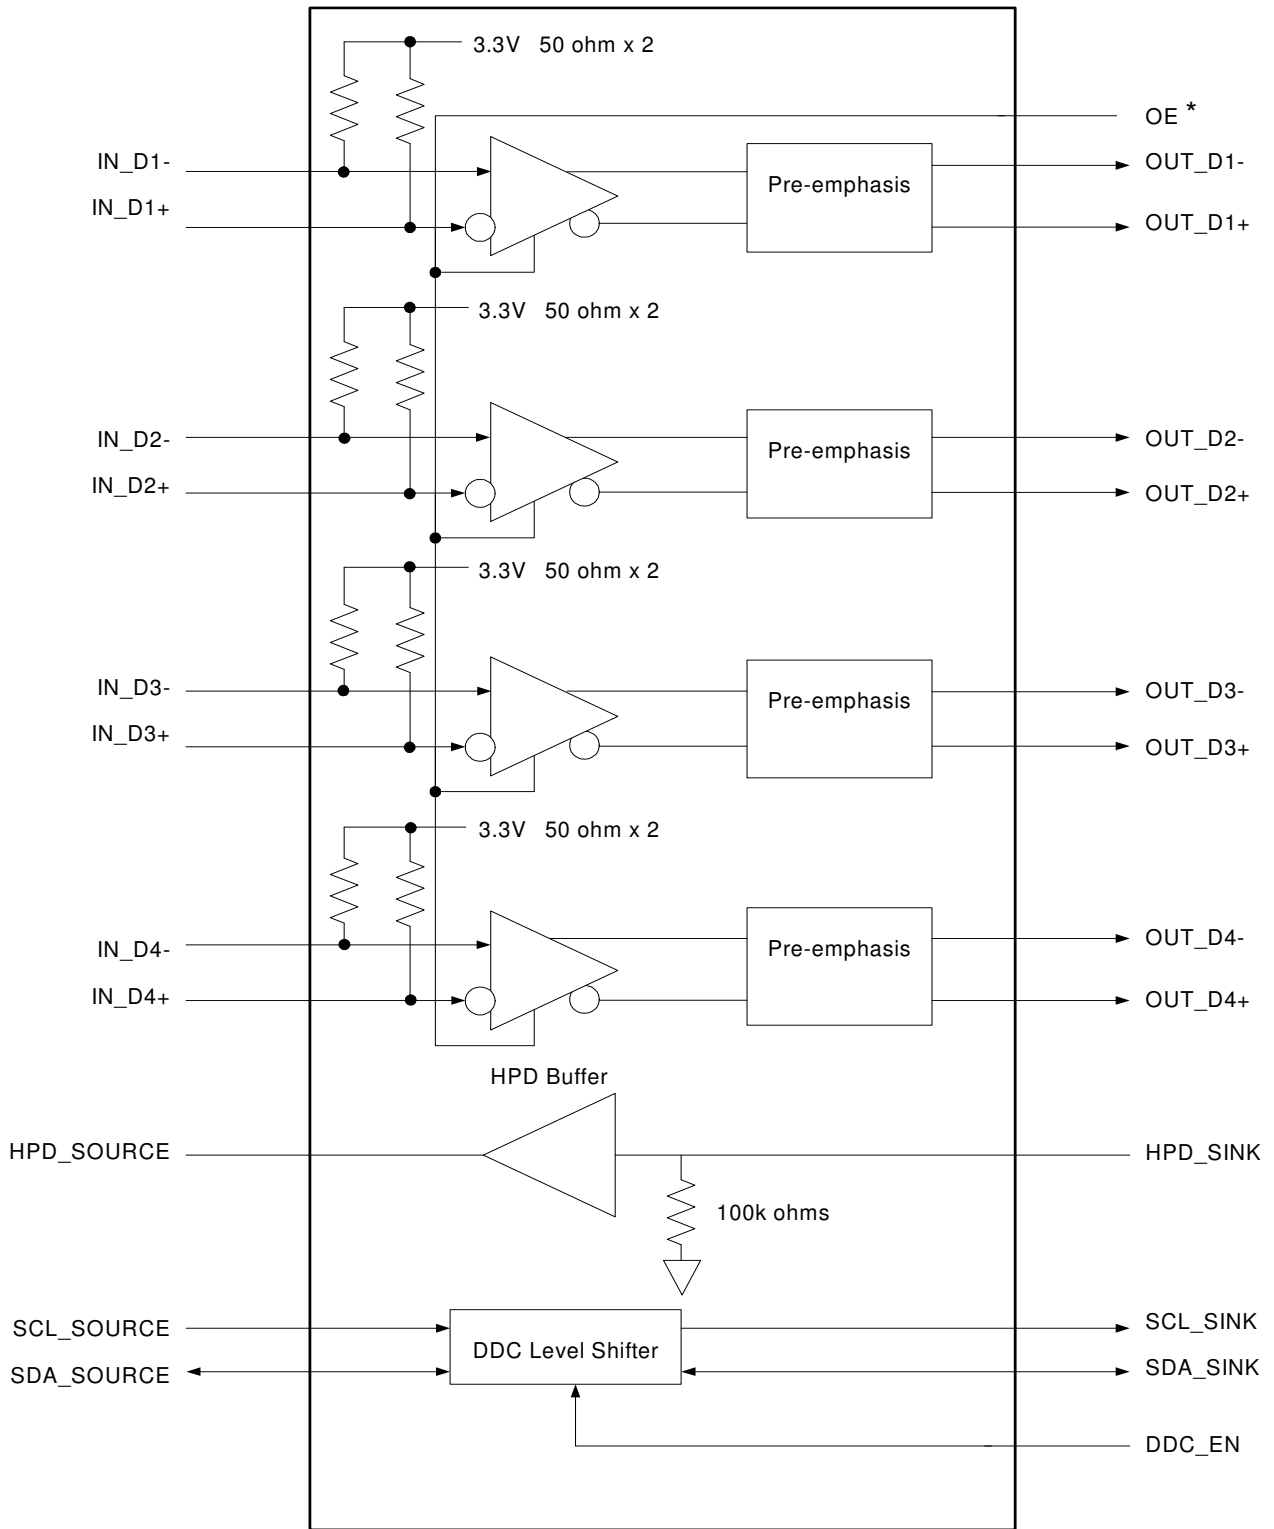 3.3V 50 ohm x 2
OE *
IN_D1-
OUT_D1-
Pre-emphasis
IN_D1+
OUT_D1+
3.3V 50 ohm x 2
IN_D2-
OUT_D2-
Pre-emphasis
IN_D2+
OUT_D2+
3.3V 50 ohm x 2
IN_D3-
OUT_D3-
Pre-emphasis
IN_D3+
OUT_D3+
3.3V 50 ohm x 2
IN_D4-
OUT_D4-
Pre-emphasis
IN_D4+
OUT_D4+
HPD Buffer
HPD_SOURCE
HPD_SINK
100k ohms
SCL_SOURCE
SCL_SINK
DDC Level Shifter
SDA_SOURCE
SDA_SINK
DDC_EN